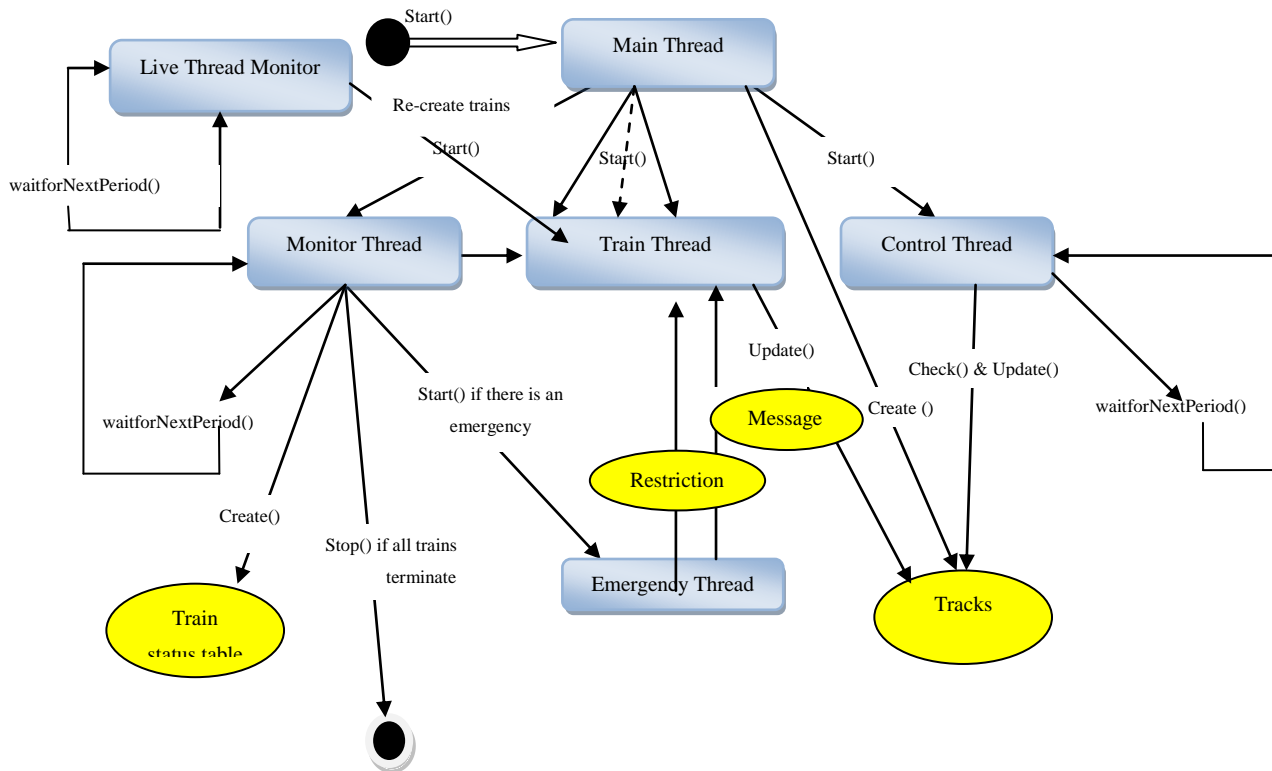 Start()
Main Thread
Live Thread Monitor
Re-create trains
Start()
Start()
Start()
waitforNextPeriod()
Monitor Thread
Train Thread
Control Thread
Update()
Check() & Update()
Start() if there is an
emergency
Message
Create ()
waitforNextPeriod()
waitforNextPeriod()
Restriction
Create()
Stop() if all trains
terminate
Emergency Thread
Train
status table
Tracks